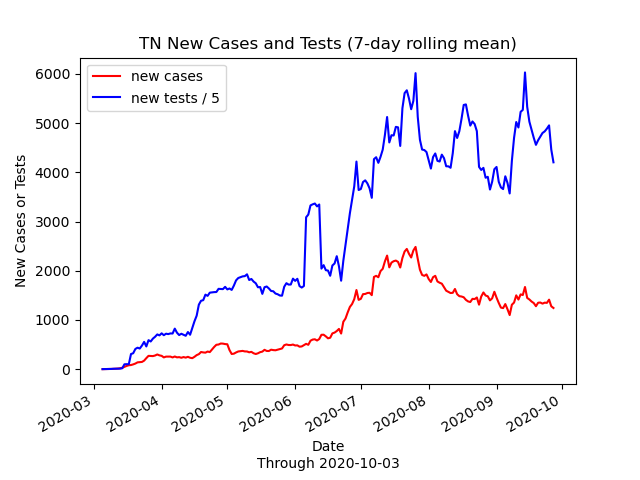 TN New Cases and Tests (7-day rolling mean)
new cases
new tests / 5
6000
5000
4000
3000
2000
1000
0
New Cases or Tests
2020-03
2020-04
2020-05
2020-06
2020-07
2020-08
2020-09
2020-10
Date
Through 2020-10-03